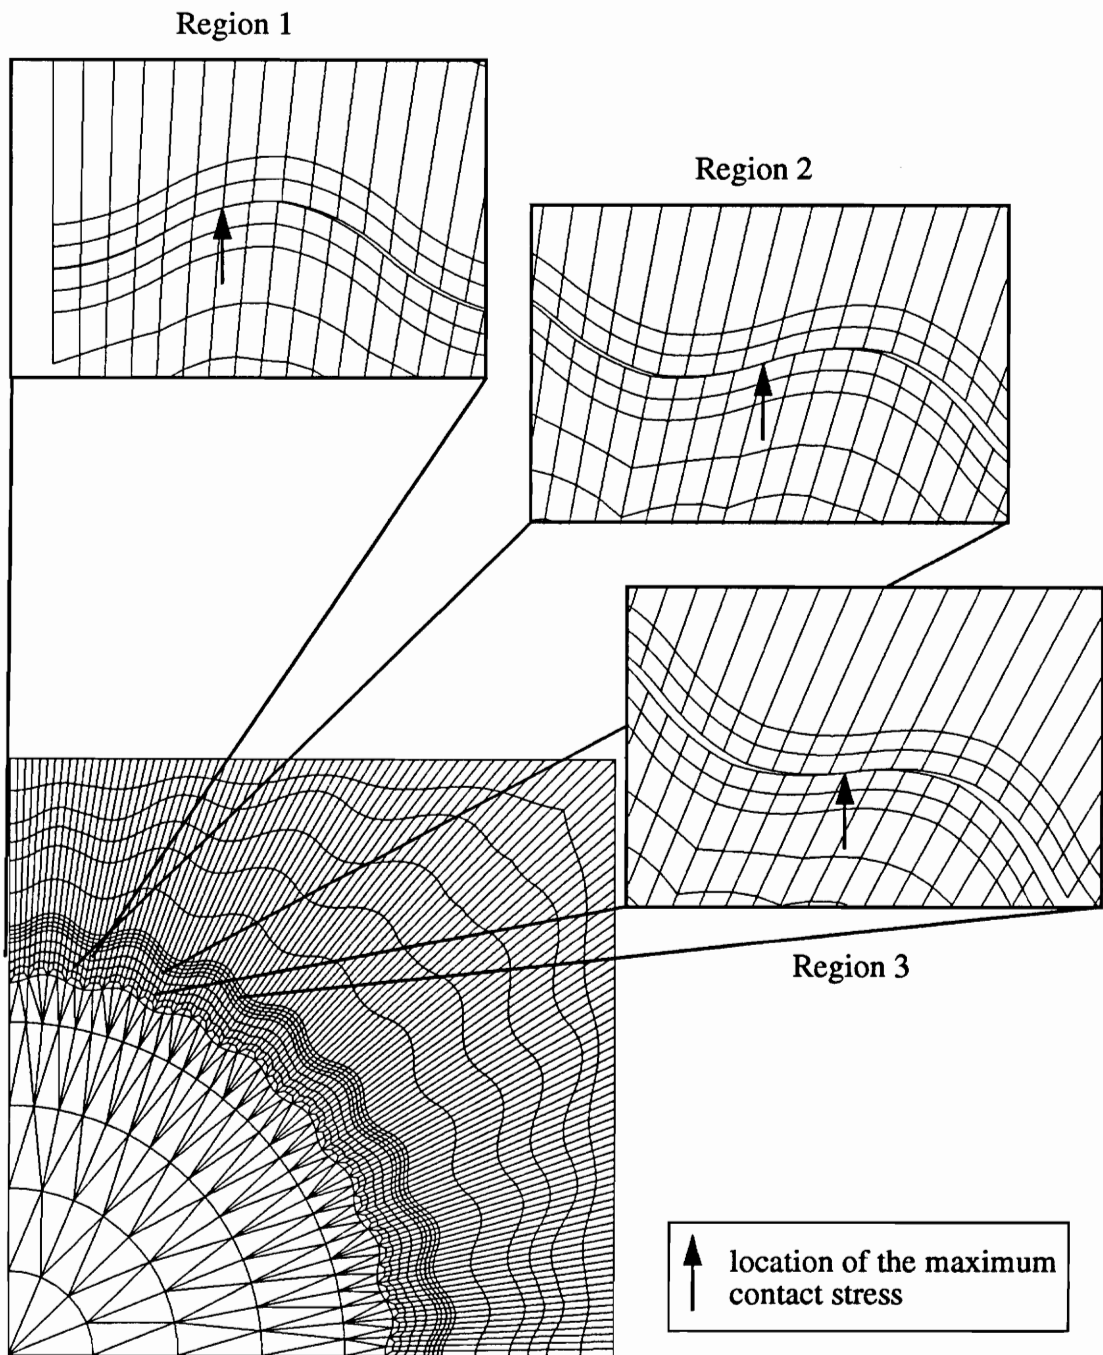 Region 1
Region 2
Region 3
location of the maximum
contact stress